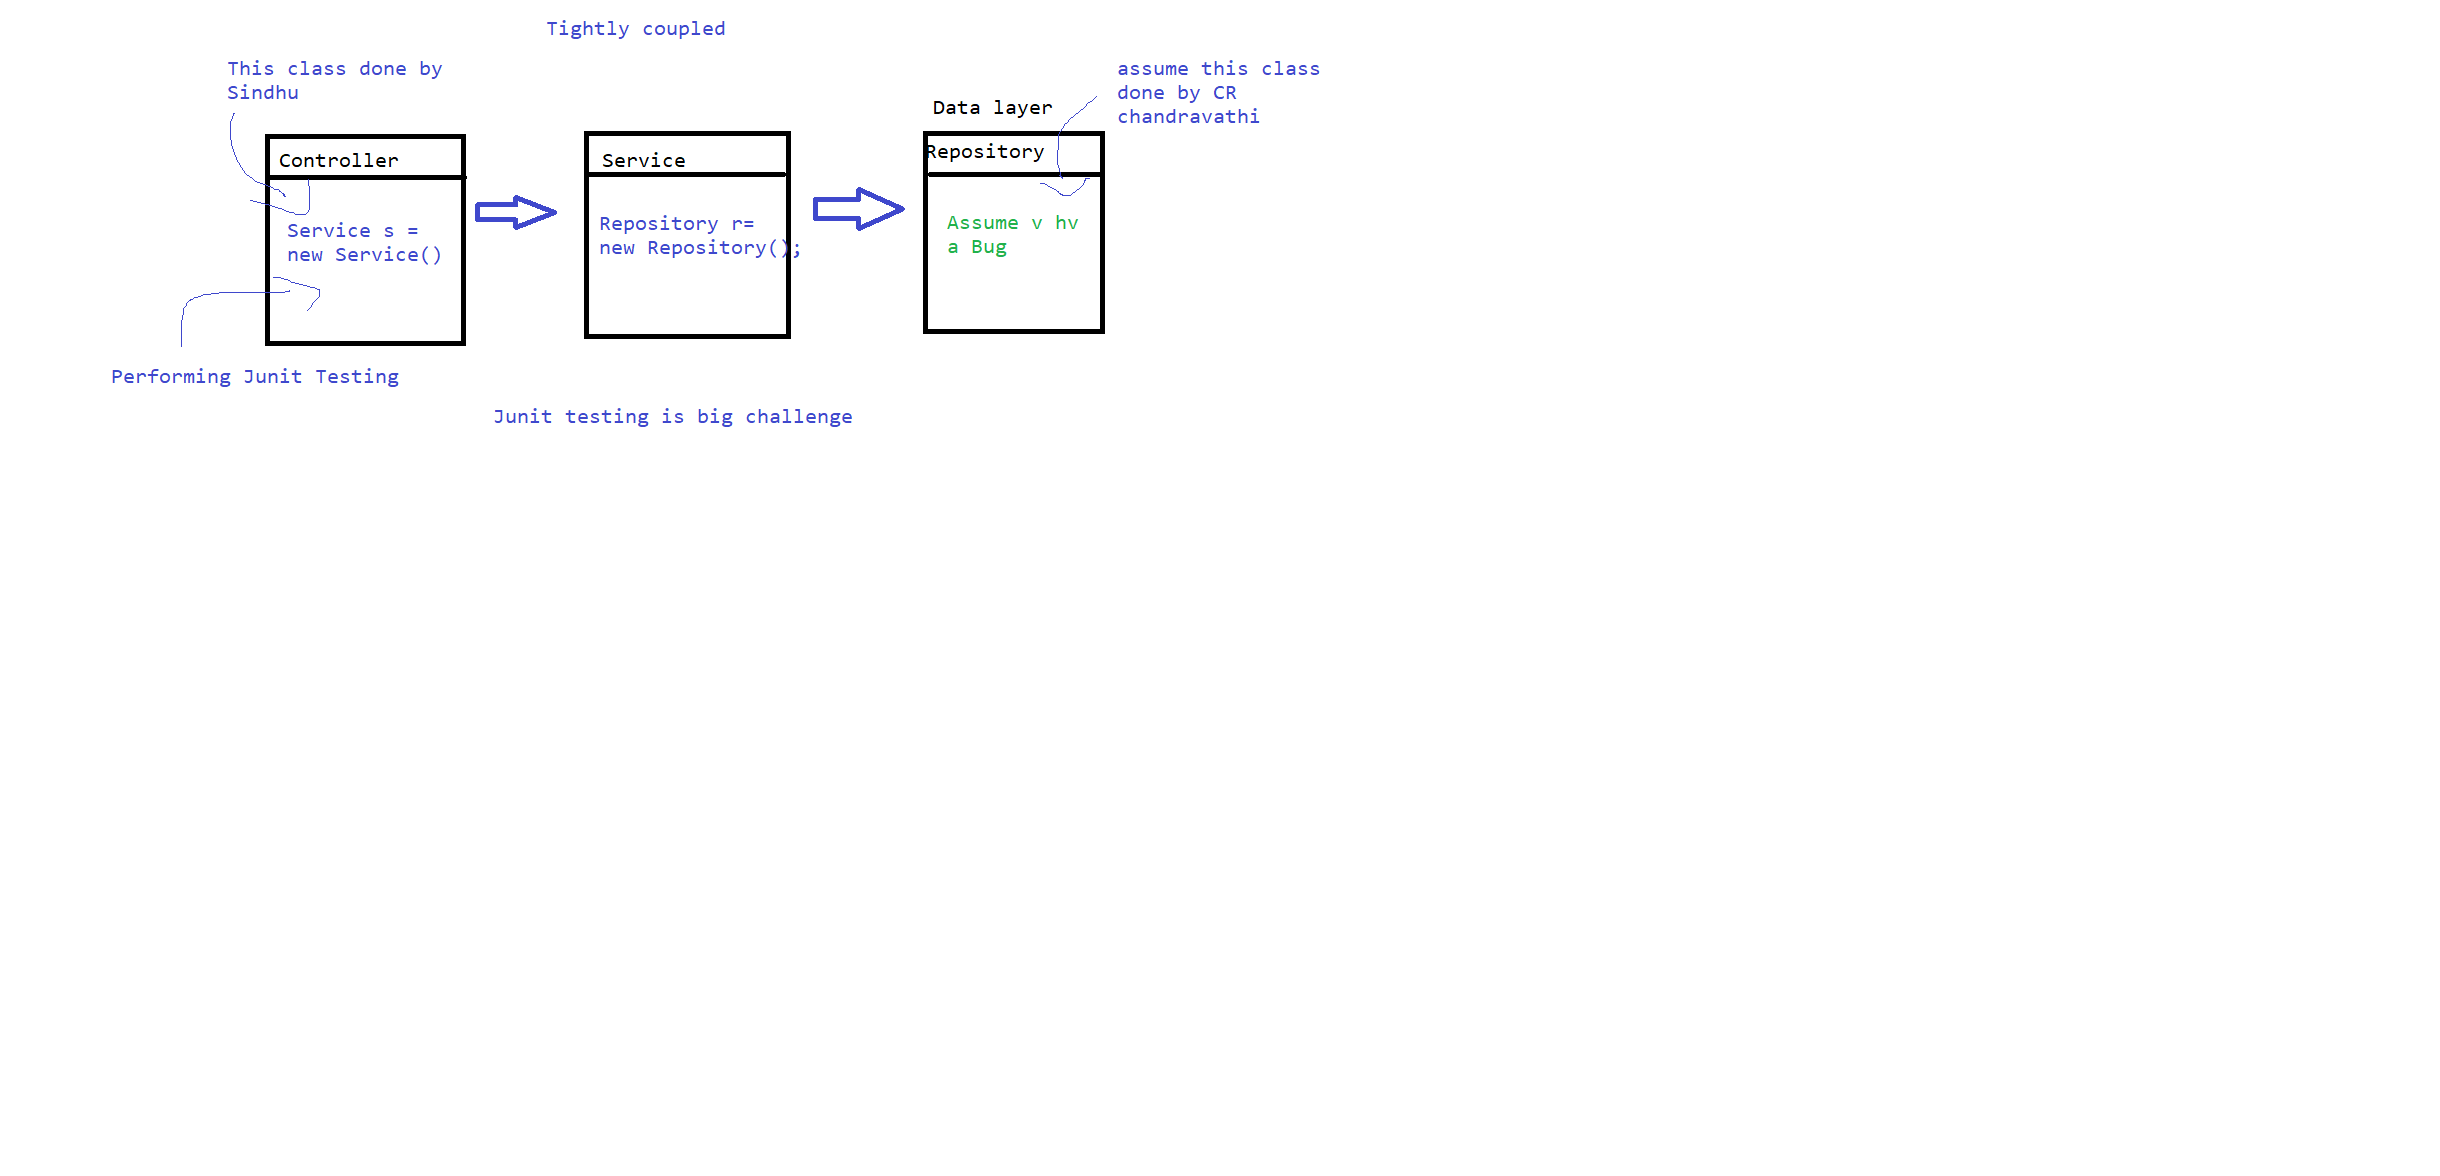 Tightly coupled
This class done by
Sindhu
assume this class
done by CR
chandravathi
Data layer
Controller
Service
Repository
Service s =
new Service()
Repository r=
new Repository();
Assume v hv
a Bug
Performing Junit Testing
Junit testing is big challenge